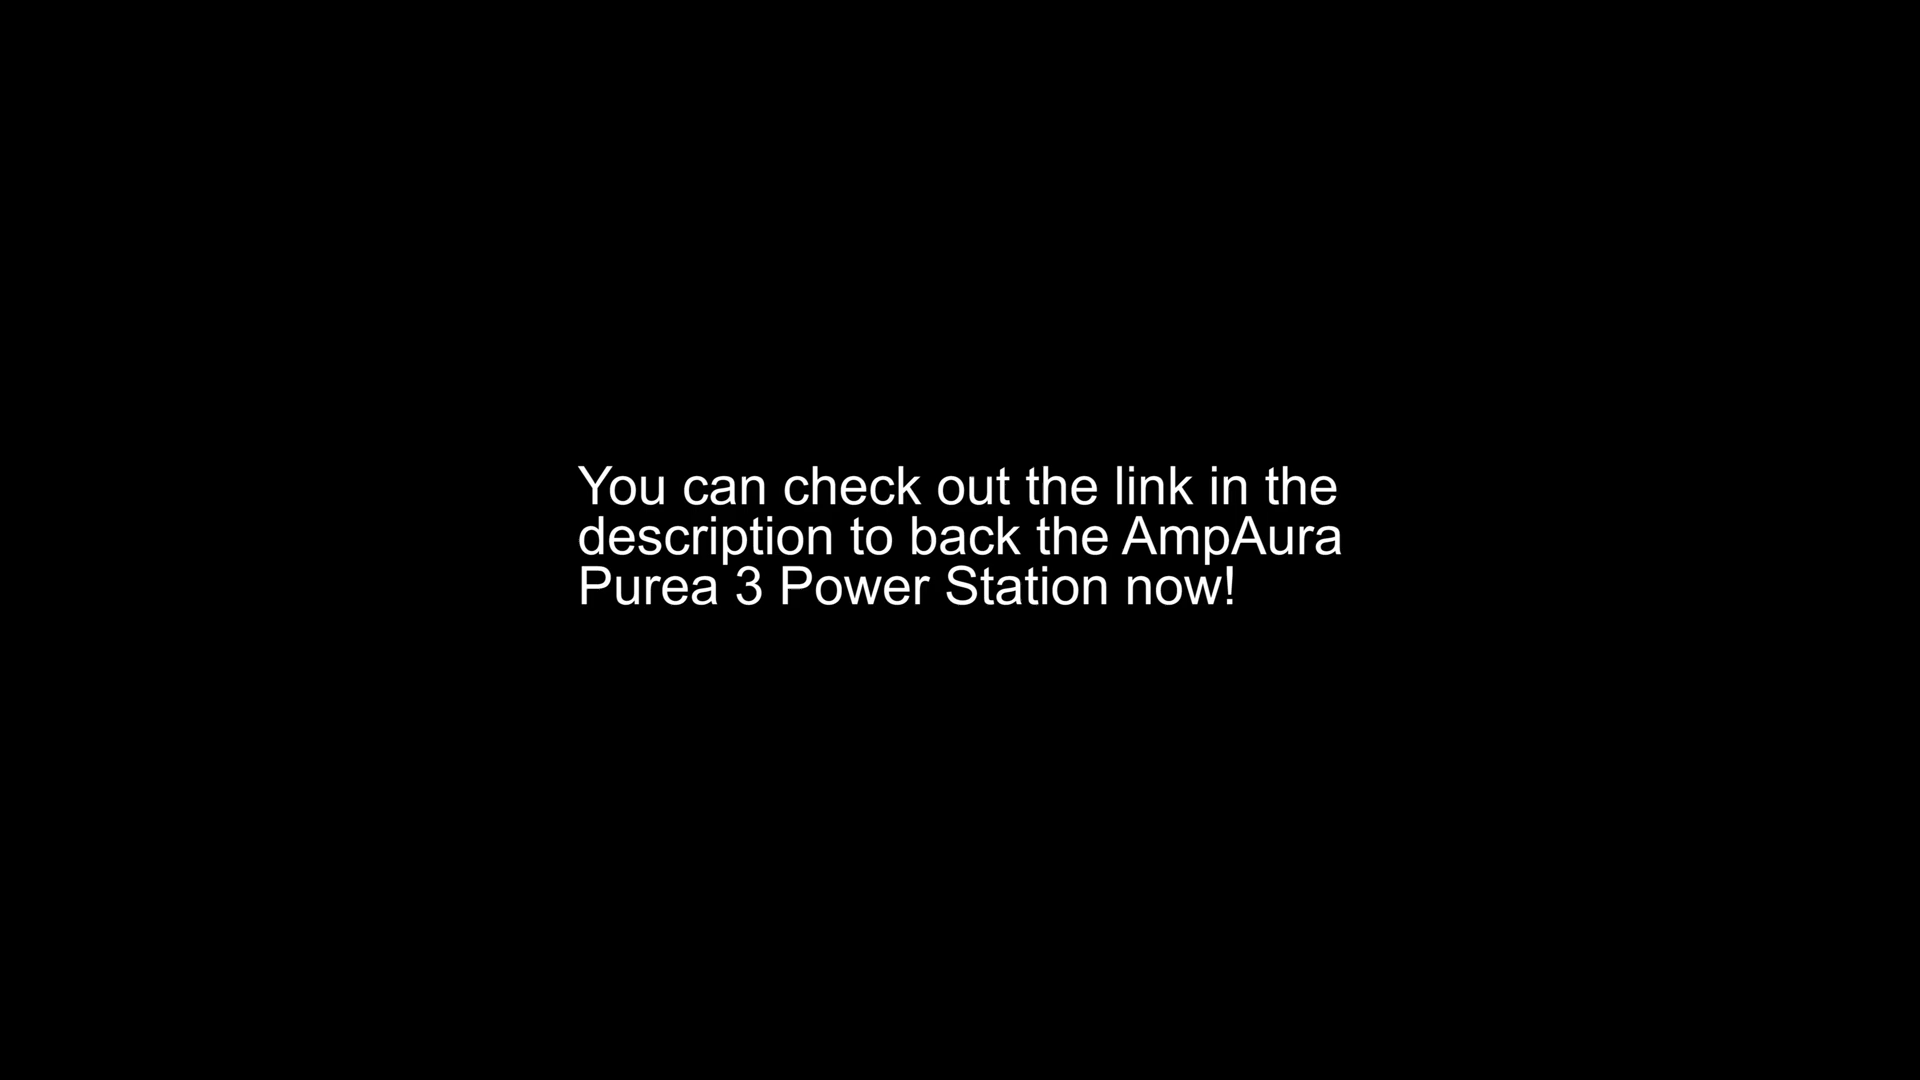 You can check out the link in the
description to back the AmpAura
Purea 3 Power Station now!